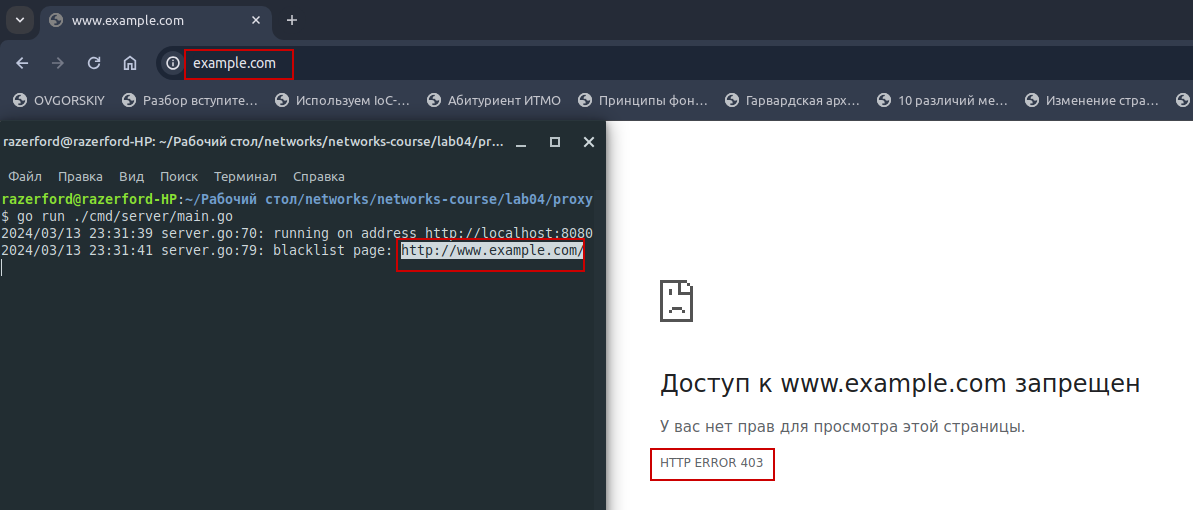 www.example.com
example.com
OVGORSKIY
Разбор вступите...
Используем IoC-...
Абитуриент ИТМО
Принципы фон...
Гарвардская арх...
10 различий ме...
Изменение стра...
razerford@razerford-HP: ~/Рабочий стол/networks/networks-course/lab04/pr...
Файл Правка Вид Поиск Терминал Справка
razerford@razerford-HP:~/Рабочий стол/networks/networks-course/lab04/proxy
$ go run ./cmd/server/main.go
2024/03/13 23:31:39 server.go:70: running on address http://localhost:8080
2024/03/13 23:31:41 server.go:79: blacklist page: http://www.example.com/
Доступ к www.example.com запрещен
У вас нет прав для просмотра этой страницы.
HTTP ERROR 403